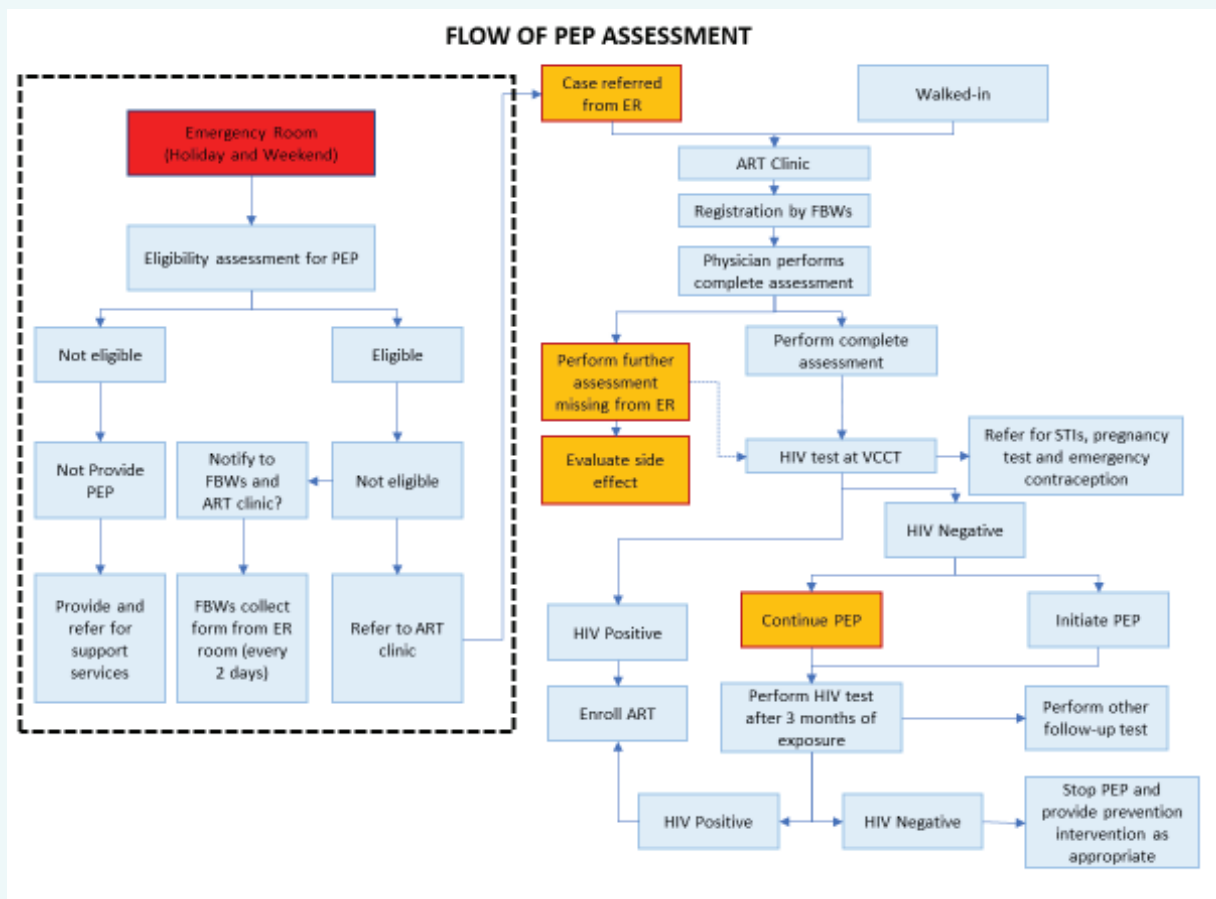 FLOW OF PEP ASSESSMENT
Emergency Room
(Holiday and Weekend)
Eligibility assessment for PEP
Not eligible
Eligible
Not Provide
PEP
Notify to
FBWs and
ART clinic?
Not eligible
Provide and
refer for
support
services
FBWs collect
form from ER
room (every
2 days)
Refer to ART
clinic
Case referred
from ER
Walked-in
ART Clinic
Registration by FBWs
Physician performs
complete assessment
Perform further
assessment
missing from ER
Perform complete
assessment
Evaluate side
effect
HIV test at VCCT
Refer for STIs, pregnancy
test and emergency
contraception
HIV Negative
HIV Positive
Continue PEP
Initiate PEP
Enroll ART
Perform HIV test
after 3 months of
exposure
Perform other
follow-up test
HIV Positive
HIV Negative
Stop PEP and
provide prevention
intervention as
appropriate